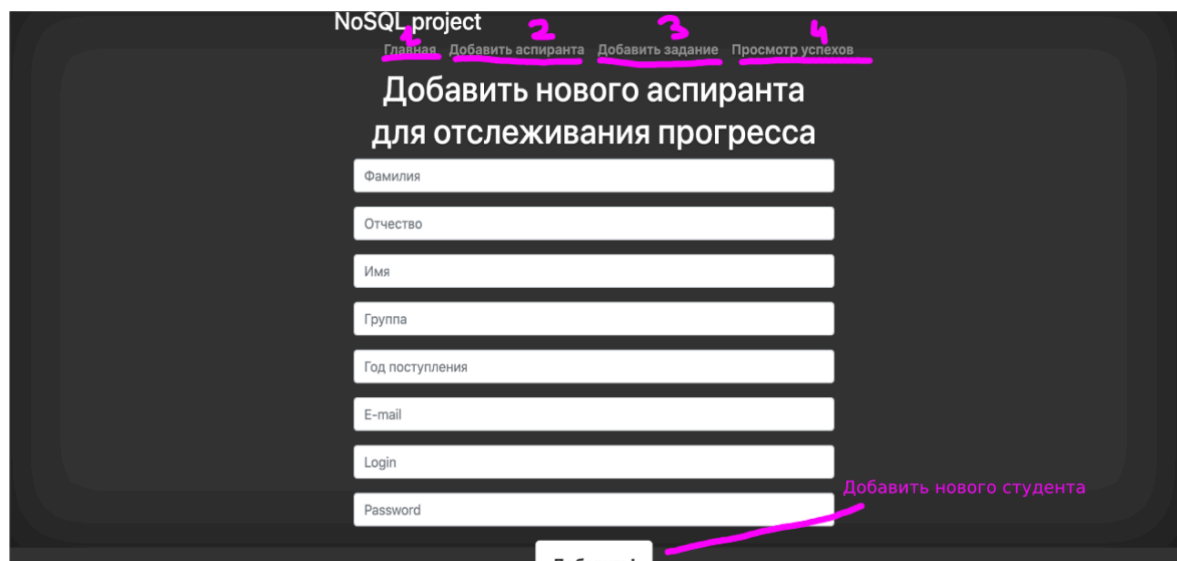 NoSQL project
1 2 3 4
Главная Добавить аспиранта Добавить задание Просмотр успехов
Добавить нового аспиранта
для отслеживания прогресса
Фамилия
Отчество
Имя
Группа
Год поступления
E-mail
Login
Добавить нового студента
Password